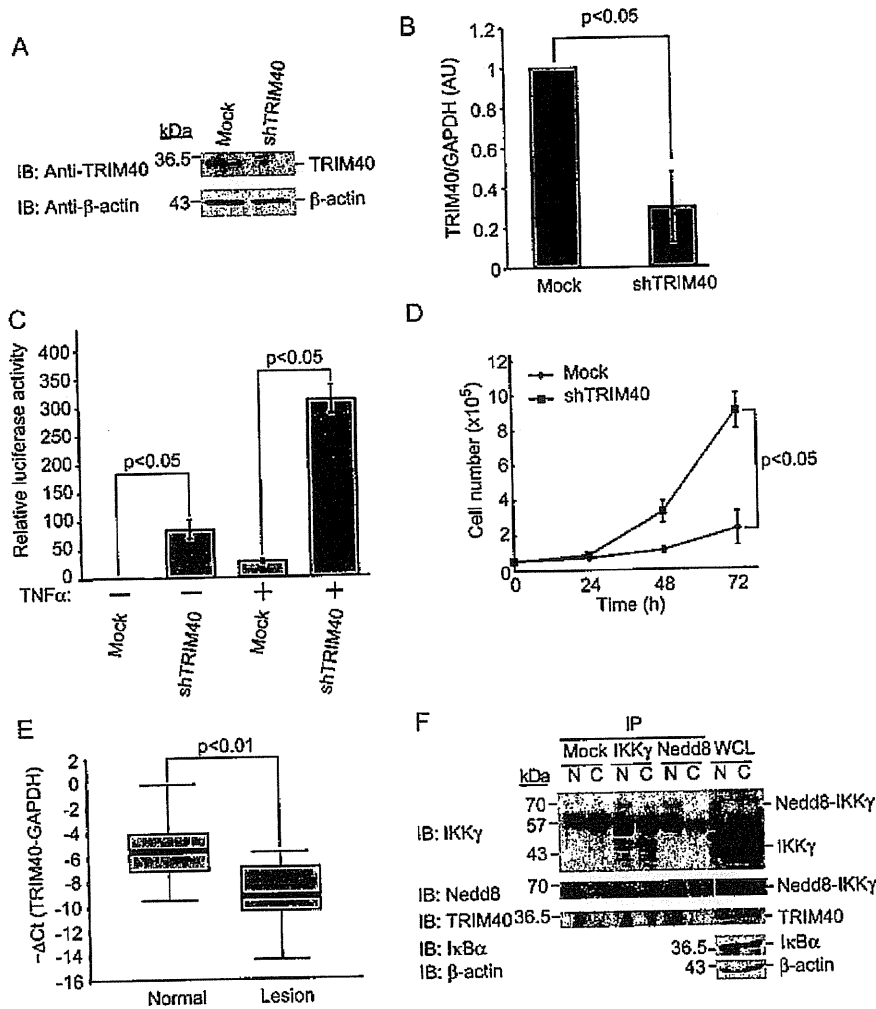 A
kDa
Mock
shTRIM40
IB: Anti-TRIM40
36.5
TRIM40
IB: Anti-β-actin
43
β-actin
B
p<0.05
TRIM40/GAPDH (AU)
1
0.8
0.6
0.4
0.2
0
Mock
shTRIM40
C
Relative luciferase activity
400
350
300
250
200
150
100
50
0
p<0.05
p<0.05
TNFα: − − + +
Mock
shTRIM40
Mock
shTRIM40
D
Cell number (x10⁵)
12
10
8
6
4
2
0
Mock
shTRIM40
p<0.05
0 24 48 72
Time (h)
E
p<0.01
−ΔCt (TRIM40-GAPDH)
2
0
-2
-4
-6
-8
-10
-12
-14
-16
Normal Lesion
F
IP
Mock IKKγ Nedd8 WCL
kDa N C N C N C N C
70
Nedd8-IKKγ
57
IB: IKKγ
IKKγ
43
IB: Nedd8 70 Nedd8-IKKγ
IB: TRIM40 36.5 TRIM40
IB: IκBα 36.5 IκBα
IB: β-actin 43 β-actin